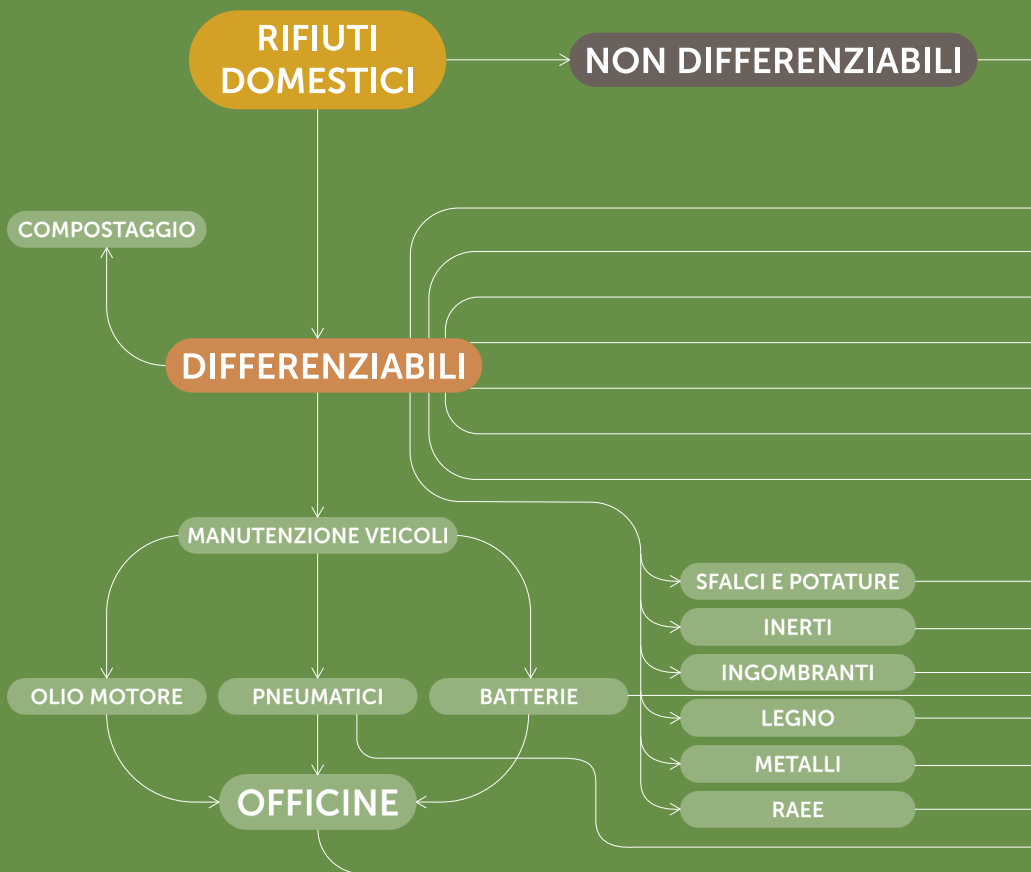 RIFIUTI
DOMESTICI
NON DIFFERENZIABILI
COMPOSTAGGIO
DIFFERENZIABILI
MANUTENZIONE VEICOLI
SFALCI E POTATURE
INERTI
INGOMBRANTI
OLIO MOTORE
PNEUMATICI
BATTERIE
LEGNO
METALLI
OFFICINE
RAEE